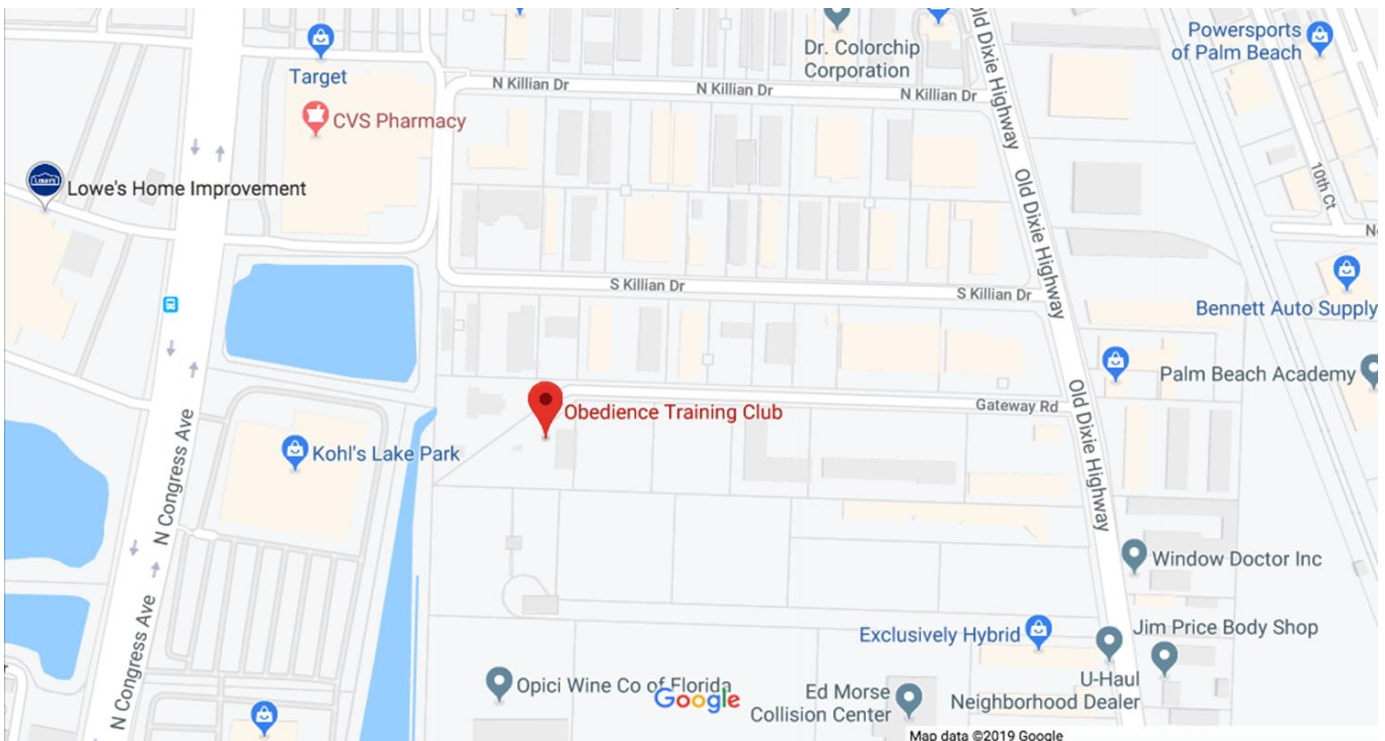 Target
CVS Pharmacy
Lowe's
Lowe's Home Improvement
Dr. Colorchip
Corporation
Powersports
of Palm Beach
N Killian Dr
N Killian Dr
N Killian Dr
Old Dixie Highway
Old Dixie Highway
10th Ct
S Killian Dr
S Killian Dr
Bennett Auto Supply
Palm Beach Academy
Obedience Training Club
Gateway Rd
Old Dixie Highway
Kohl's Lake Park
N Congress Ave
N Congress Ave
Window Doctor Inc
Exclusively Hybrid
Jim Price Body Shop
U-Haul
Neighborhood Dealer
Opici Wine Co of Florida
Google
Ed Morse
Collision Center
Map data ©2019 Google